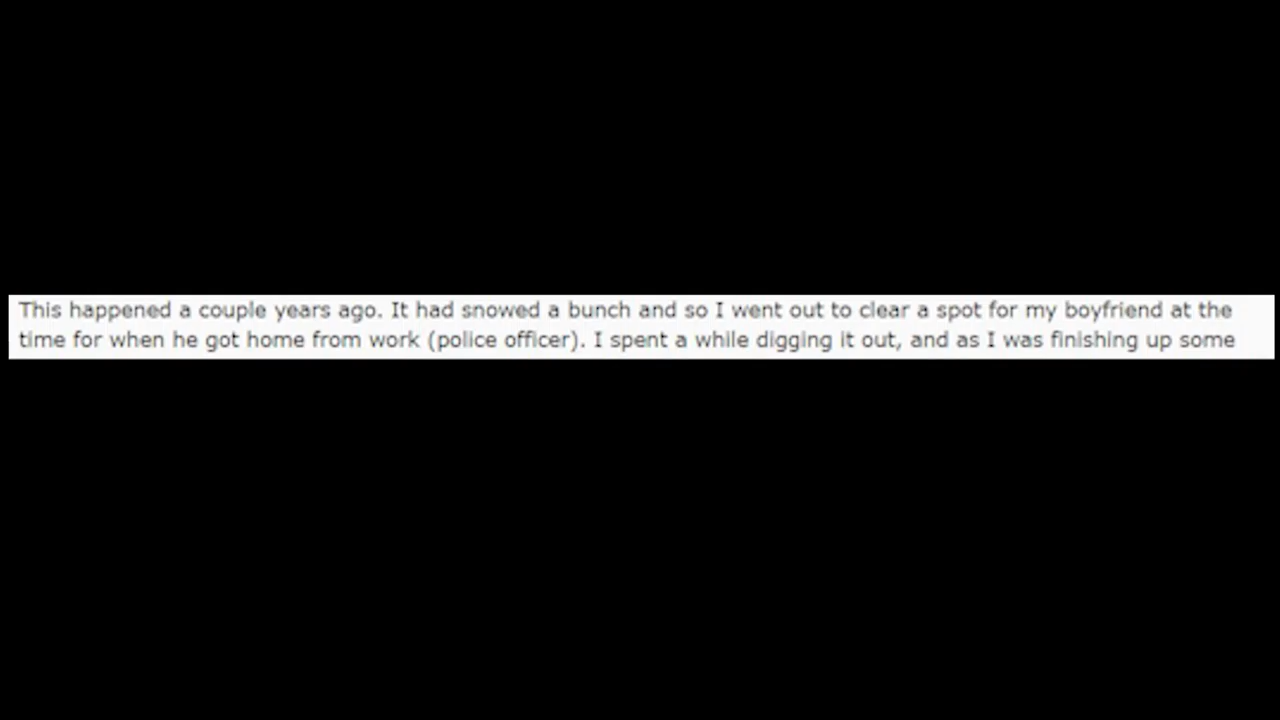 This happened a couple years ago. It had snowed a bunch and so I went out to clear a spot for my boyfriend at the
time for when he got home from work (police officer). I spent a while digging it out, and as I was finishing up some